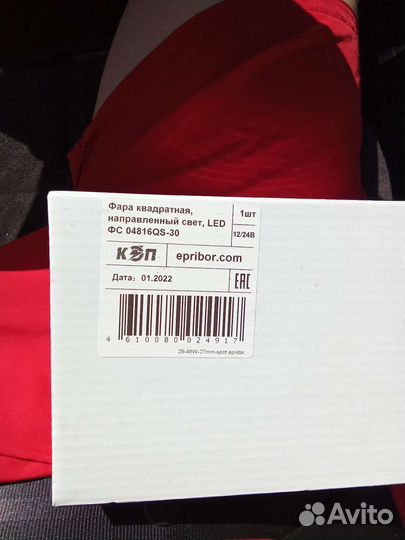 Фара квадратная,
направленный свет, LED
ФС 04816QS-30
1шт
12/24В
КЭП
epribor.com
Дата: 01.2022
EAC
4 610080 024917
28-48W-27mm-spot epistar
Avito